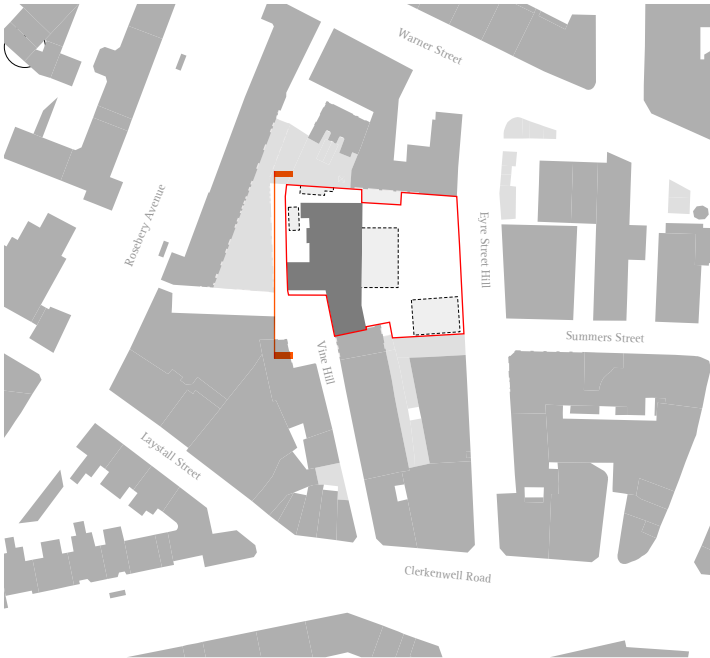 Warner Street
Rosebery Avenue
Eyre Street Hill
Summers Street
Vine Hill
Laystall Street
Clerkenwell Road